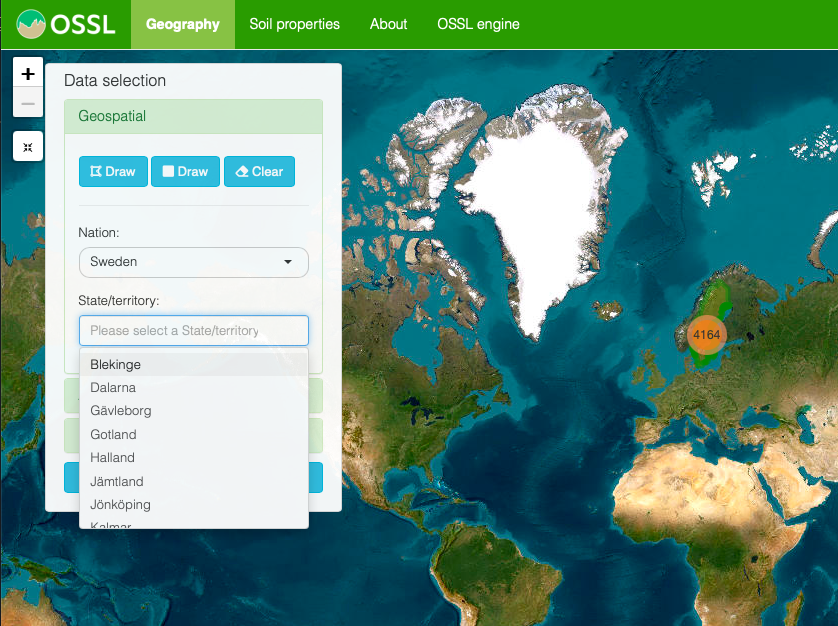 OSSL Geography Soil properties About OSSL engine
+
−
Data selection
Geospatial
Draw Draw Clear
Nation:
Sweden
State/territory:
Please select a State/territory
Blekinge
Dalarna
Gävleborg
Gotland
Halland
Jämtland
Jönköping
Kalmar
4164